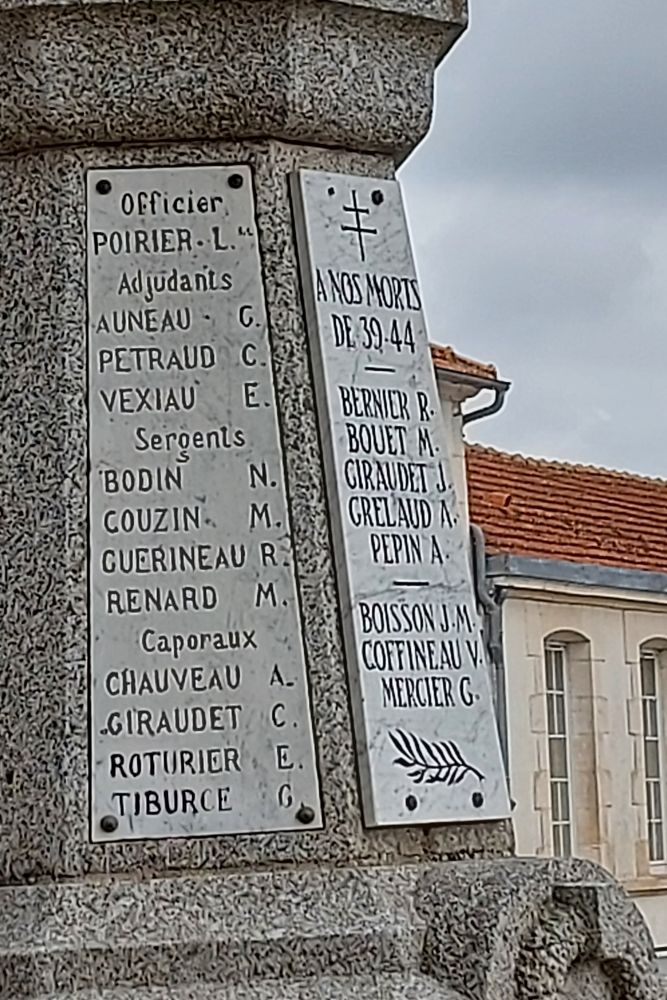 Officier
POIRIER. L.
Adjudants
AUNEAU . G.
PETRAUD C.
VEXIAU E.
Sergents
BODIN N.
COUZIN. M.
GUERINEAU R.
RENARD M.
Caporaux
CHAUVEAU A.
GIRAUDET C.
ROTURIER E.
TIBURCE G.
A NOS MORTS
DE 39.44
BERNIER R.
BOUET M.
GIRAUDET J.
GRELAUD A.
PEPIN A.
BOISSON J.M.
COFFINEAU V.
MERCIER G.